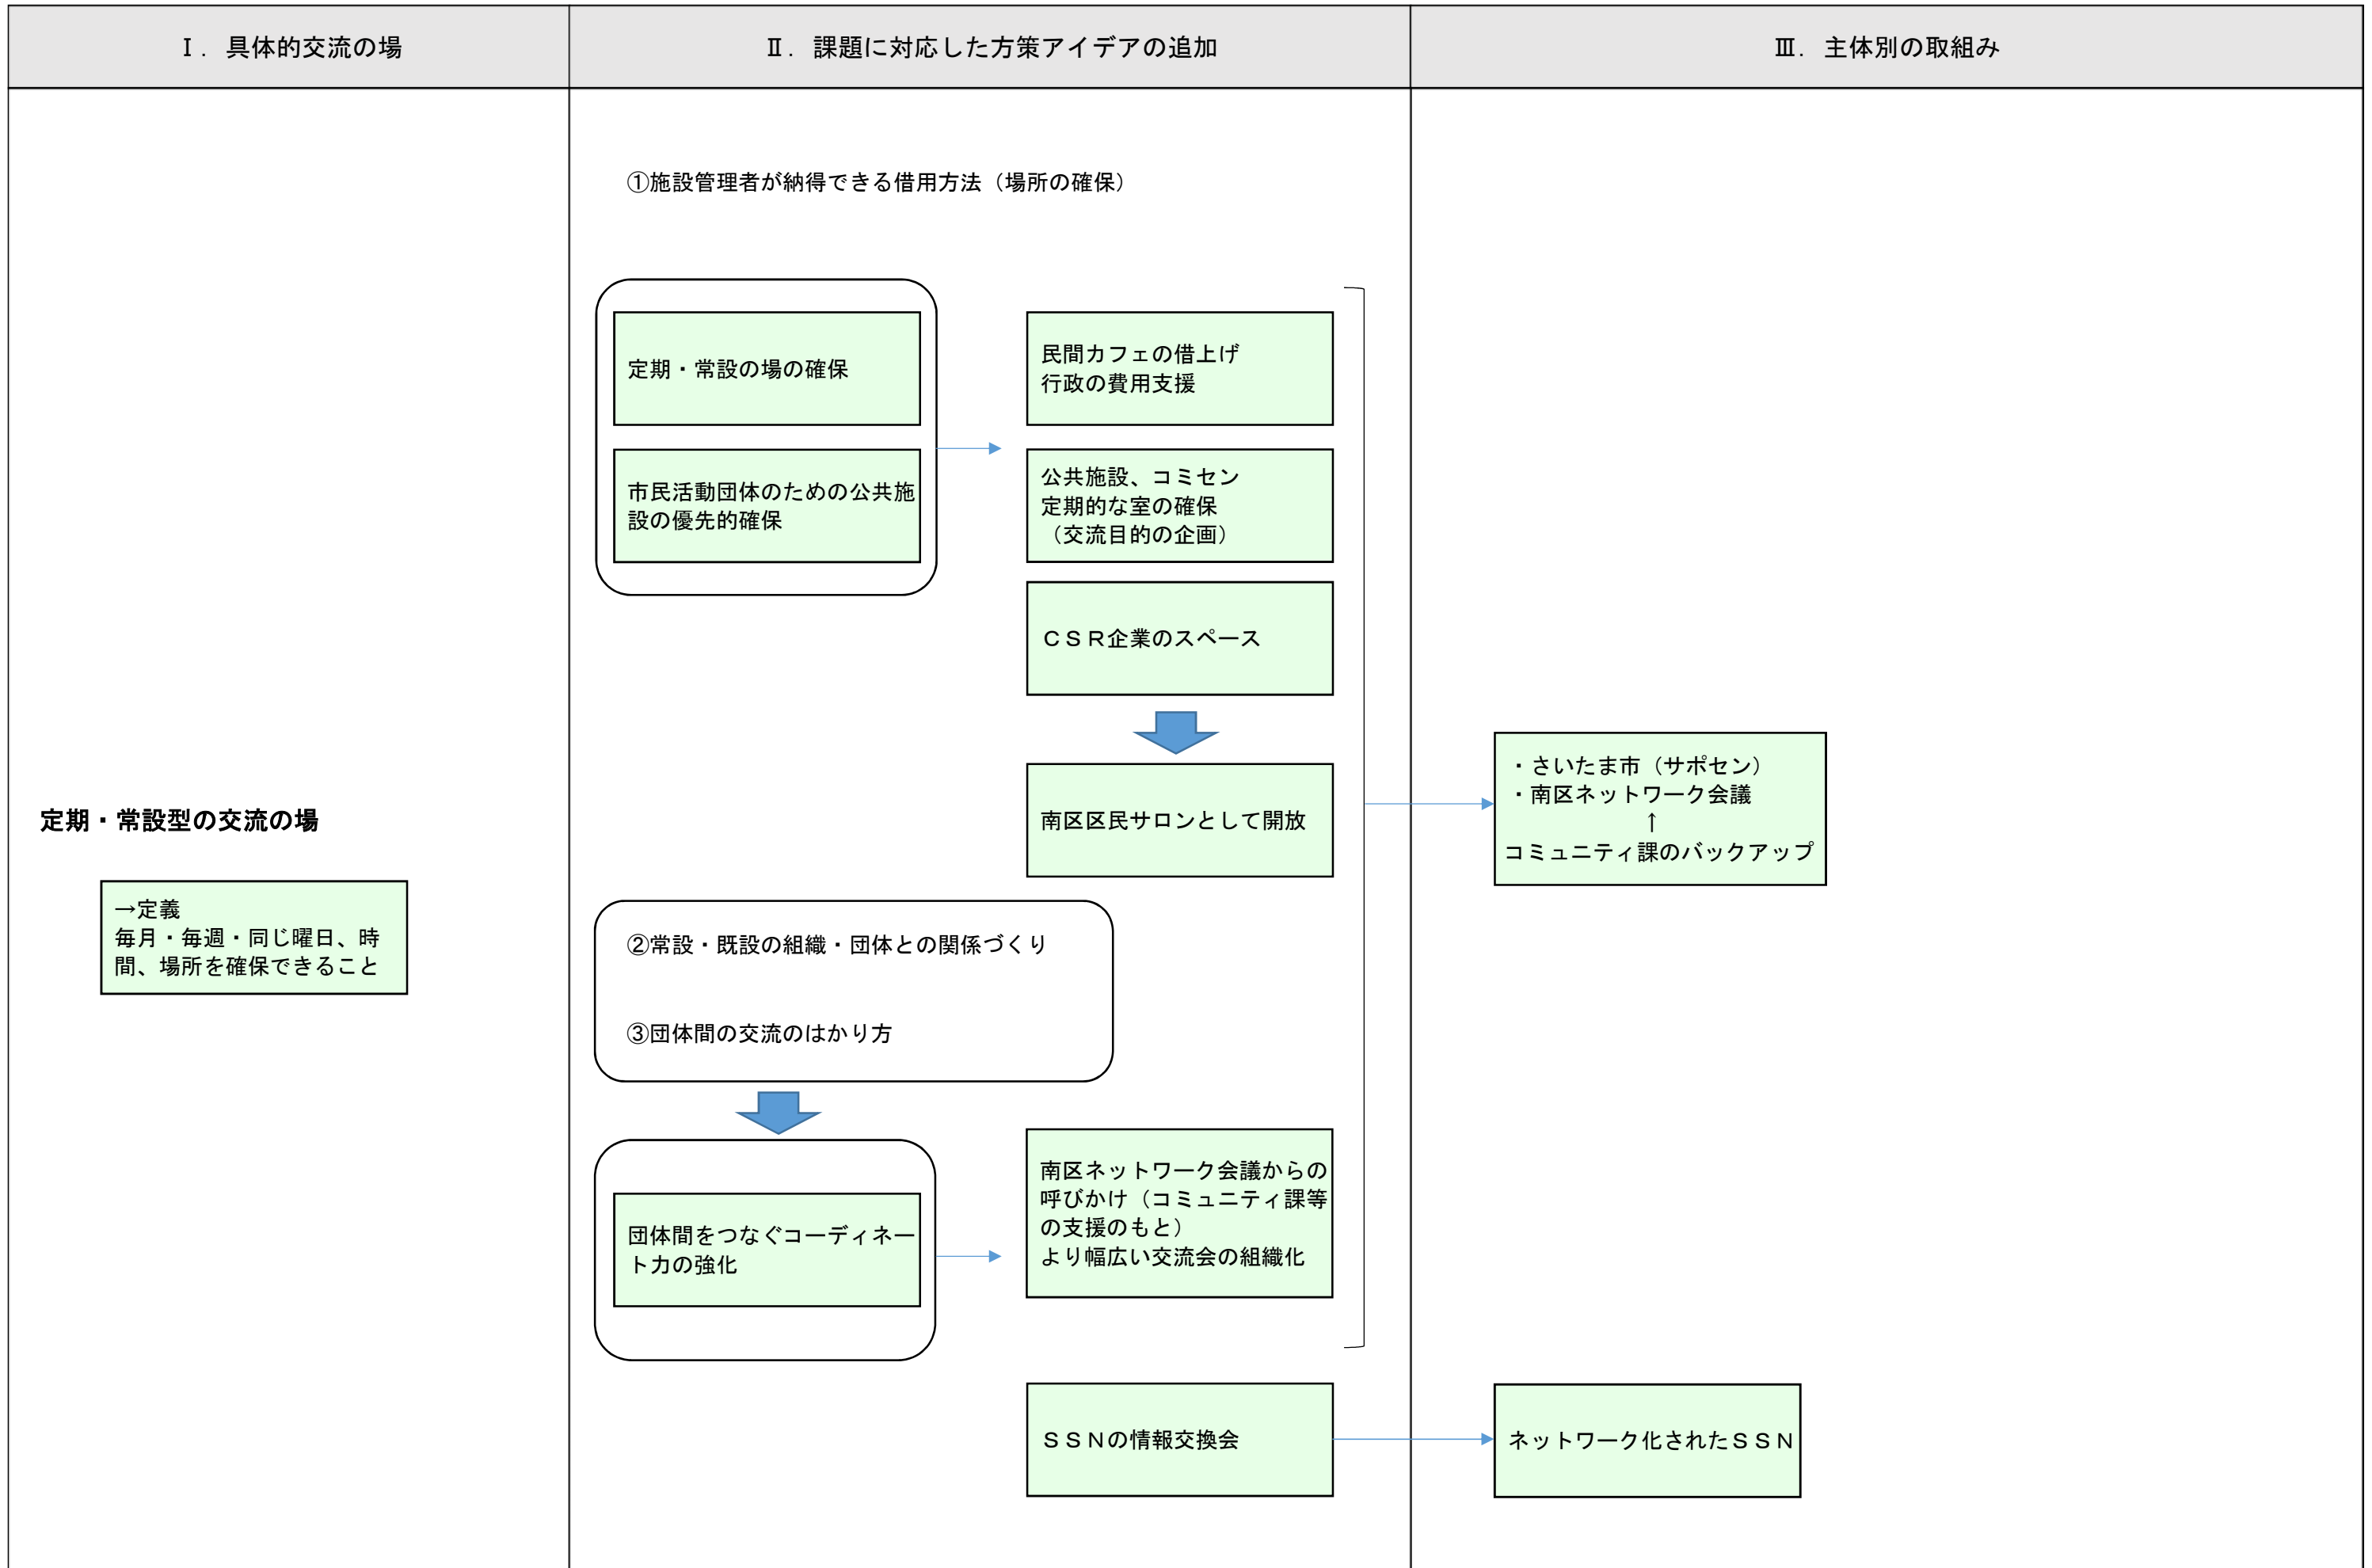 Ⅰ．具体的交流の場
Ⅱ．課題に対応した方策アイデアの追加
Ⅲ．主体別の取組み
定期・常設型の交流の場
→定義
毎月・毎週・同じ曜日、時
間、場所を確保できること
①施設管理者が納得できる借用方法（場所の確保）
定期・常設の場の確保
市民活動団体のための公共施
設の優先的確保
民間カフェの借上げ
行政の費用支援
公共施設、コミセン
定期的な室の確保
（交流目的の企画）
ＣＳＲ企業のスペース
南区区民サロンとして開放
②常設・既設の組織・団体との関係づくり
③団体間の交流のはかり方
団体間をつなぐコーディネー
ト力の強化
南区ネットワーク会議からの
呼びかけ（コミュニティ課等
の支援のもと）
より幅広い交流会の組織化
ＳＳＮの情報交換会
・さいたま市（サポセン）
・南区ネットワーク会議
↑
コミュニティ課のバックアップ
ネットワーク化されたＳＳＮ